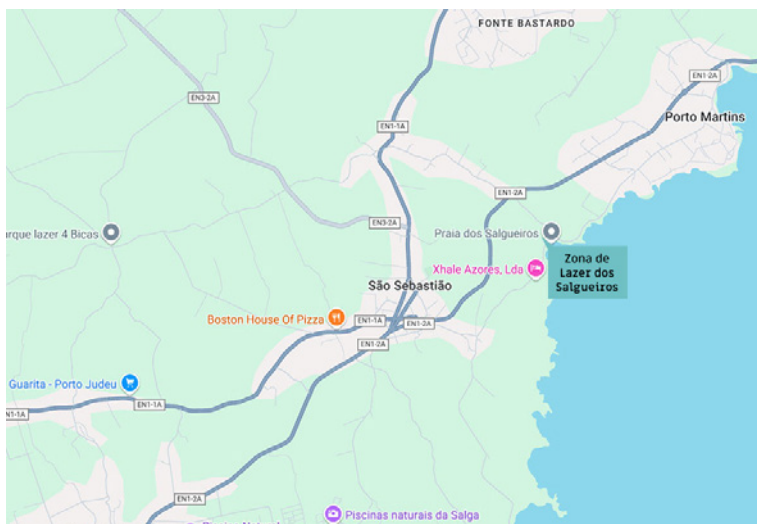 FONTE BASTARDO
EN1-2A
EN3-2A
Porto Martins
EN1-1A
EN1-2A
EN3-2A
arque lazer 4 Bicas
Praia dos Salgueiros
Zona de
Lazer dos
Salgueiros
Xhale Azores, Lda
São Sebastião
Boston House Of Pizza
EN1-1A
EN1-2A
EN1-2A
Guarita - Porto Judeu
EN1-1A
N1-1A
EN1-2A
Piscinas naturais da Salga